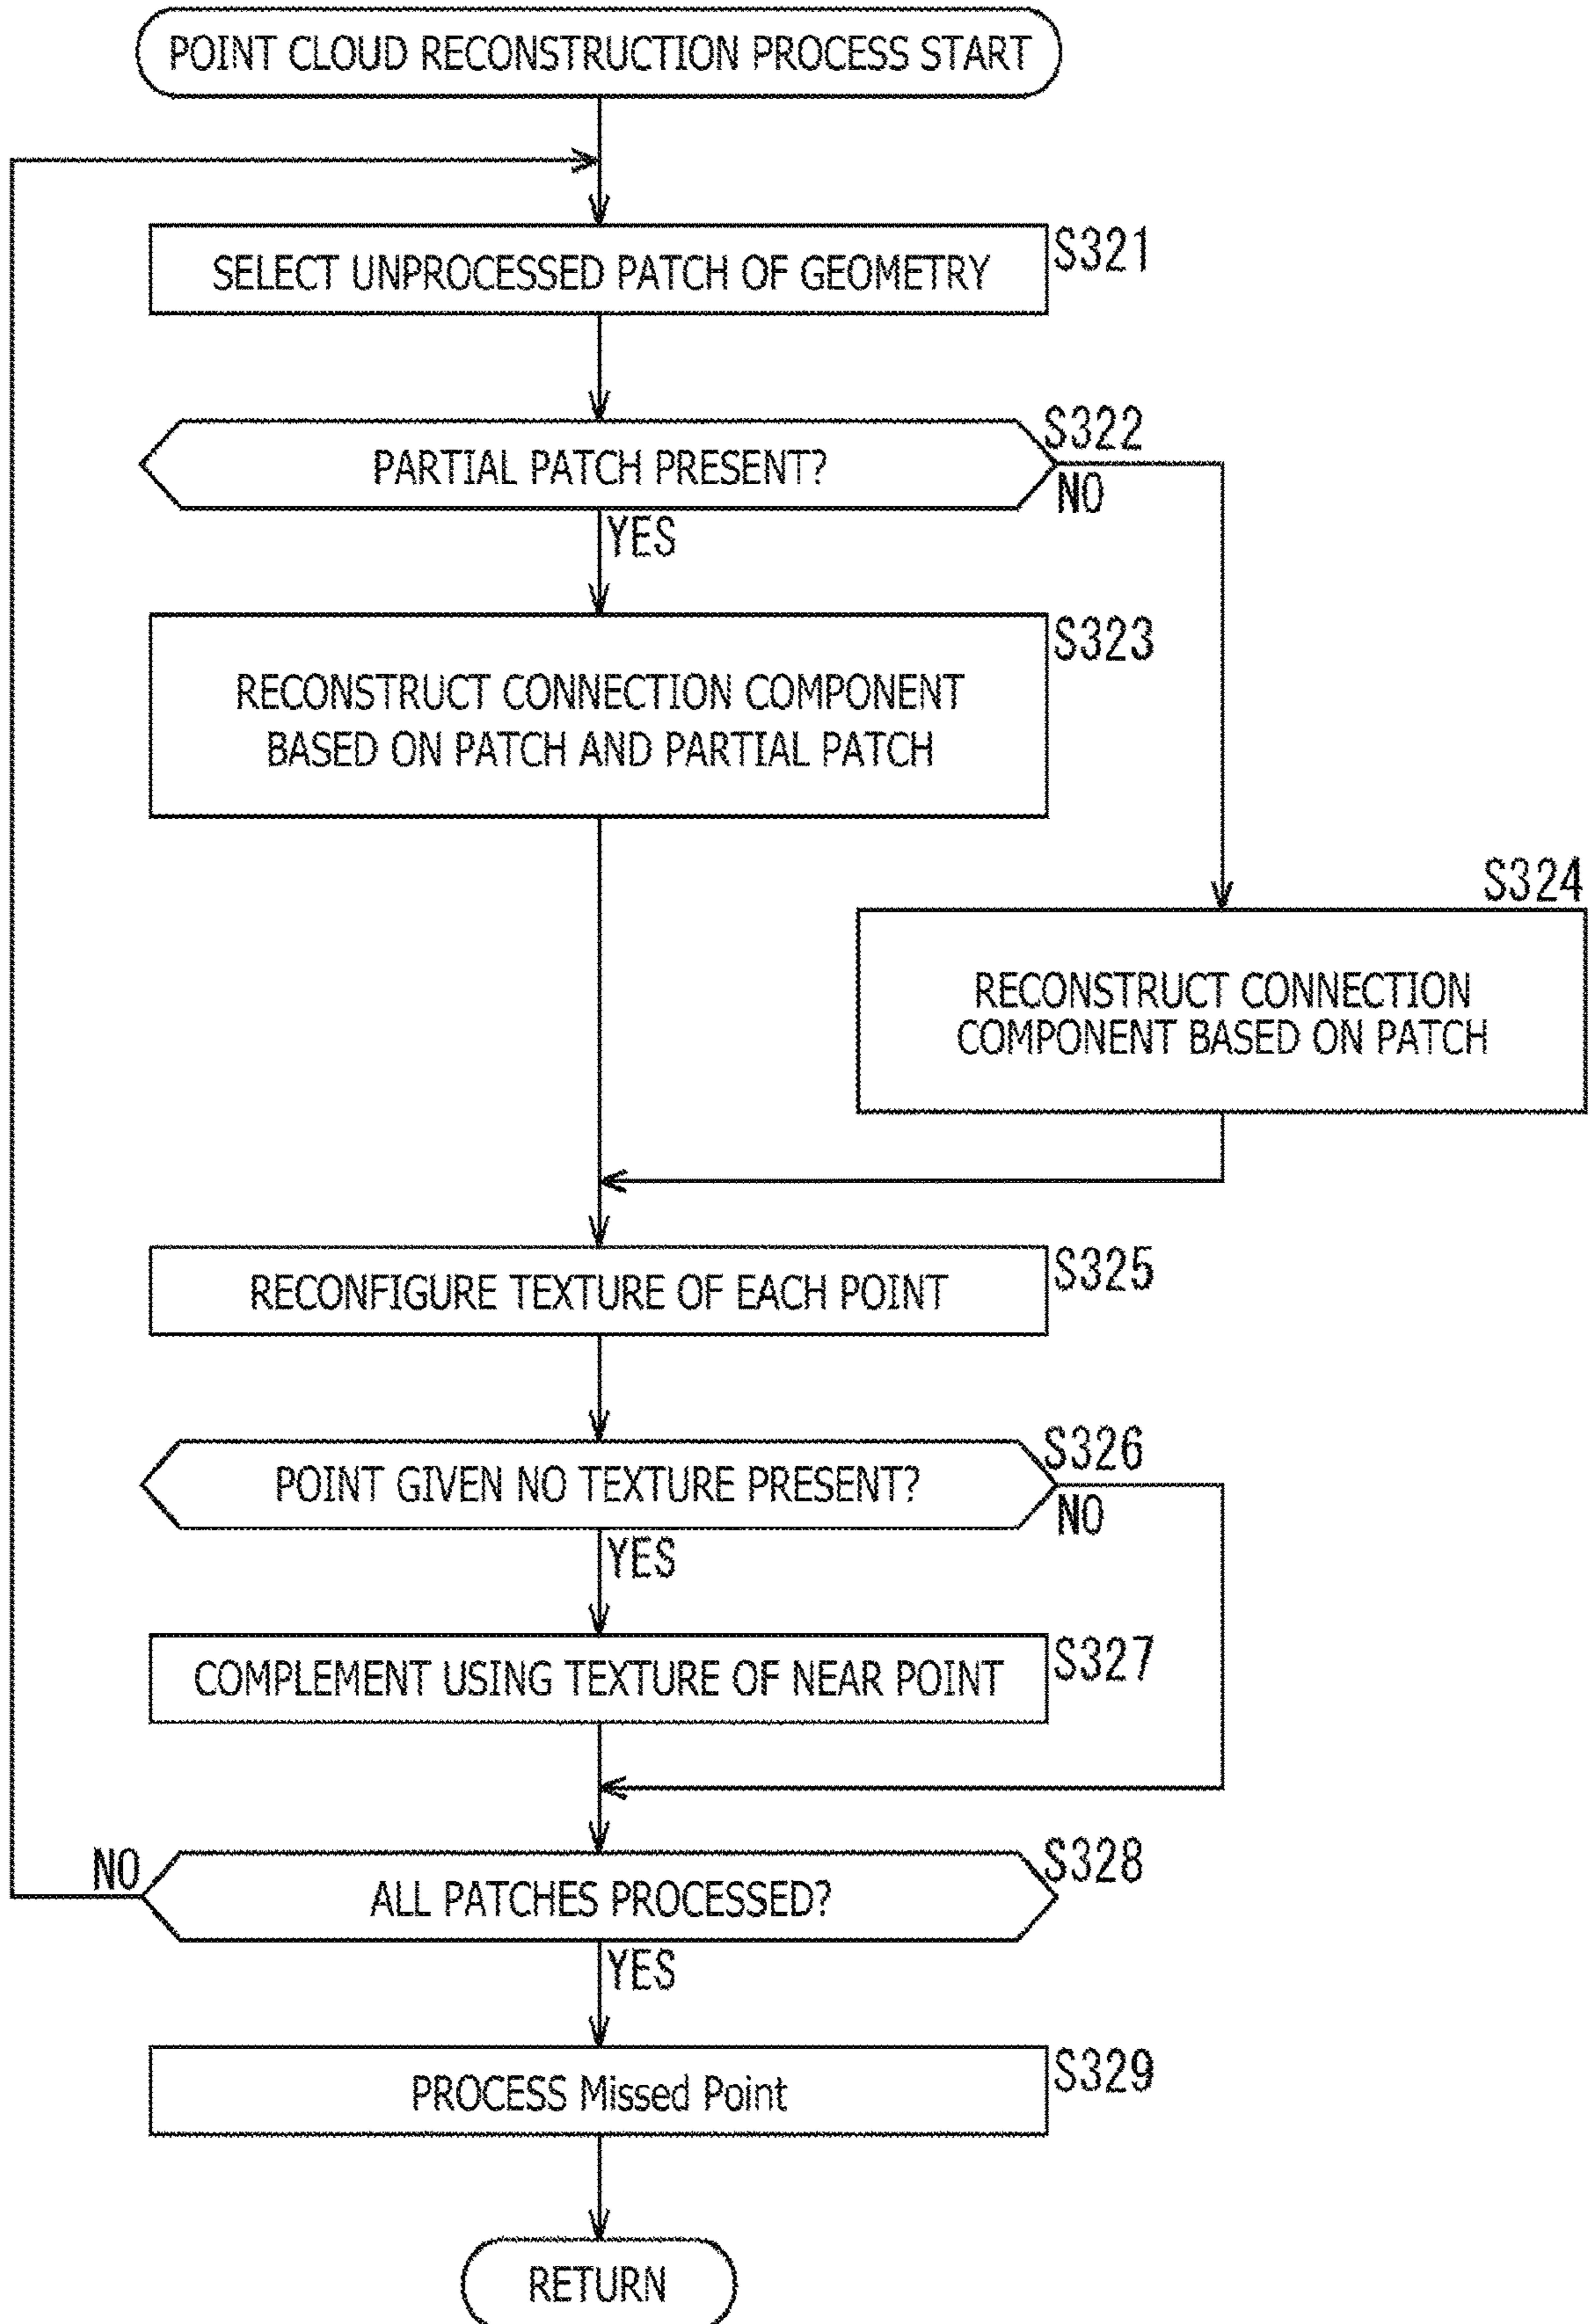 POINT CLOUD RECONSTRUCTION PROCESS START
S321
SELECT UNPROCESSED PATCH OF GEOMETRY
S322
PARTIAL PATCH PRESENT?
NO
YES
S323
RECONSTRUCT CONNECTION COMPONENT
BASED ON PATCH AND PARTIAL PATCH
S324
RECONSTRUCT CONNECTION
COMPONENT BASED ON PATCH
S325
RECONFIGURE TEXTURE OF EACH POINT
S326
POINT GIVEN NO TEXTURE PRESENT?
NO
YES
S327
COMPLEMENT USING TEXTURE OF NEAR POINT
S328
NO
ALL PATCHES PROCESSED?
YES
S329
PROCESS Missed Point
RETURN